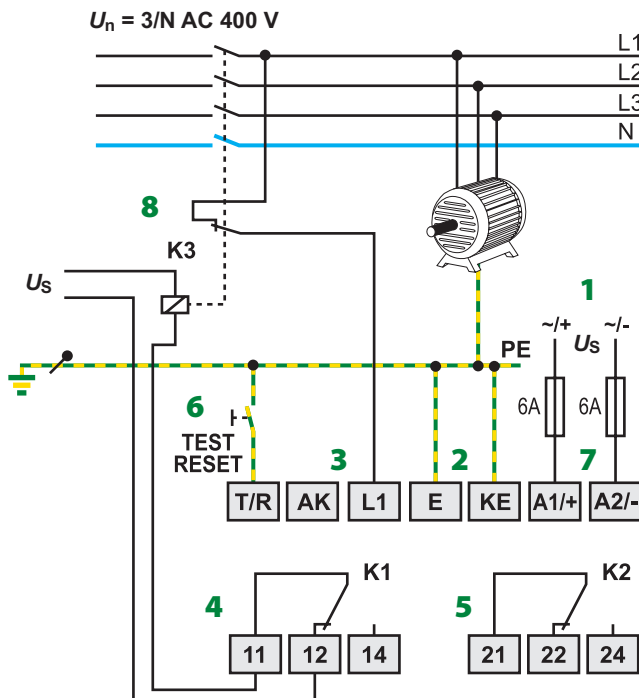 Un = 3/N AC 400 V
L1
L2
L3
N
8
K3
US
1
~/+ ~/-
US
PE
6A 6A
6
TEST
RESET
3 2 7
T/R AK L1 E KE A1/+ A2/-
K1 K2
4 5
11 12 14 21 22 24